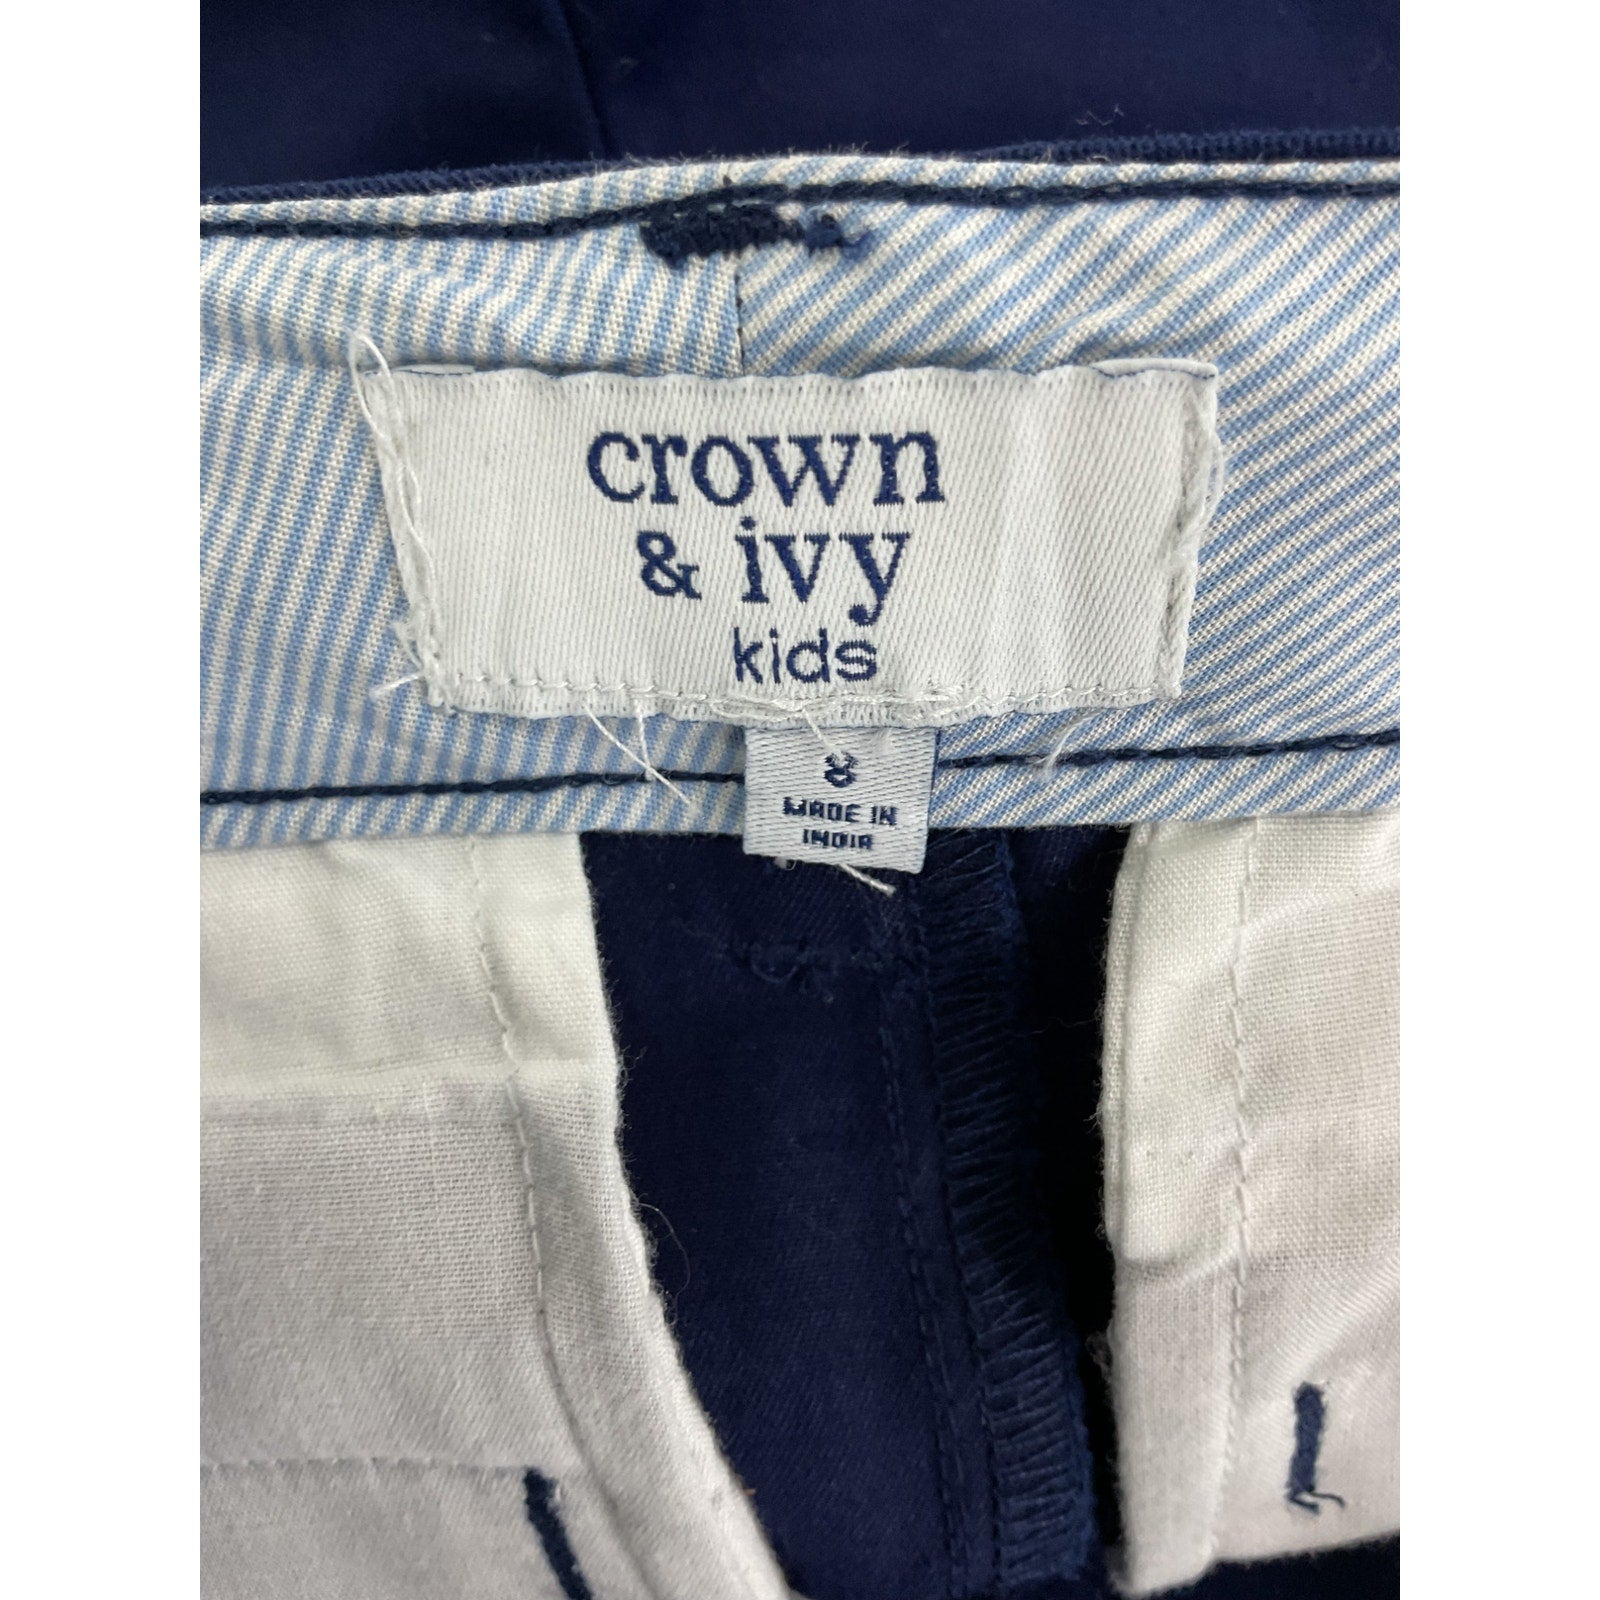 crown
& ivy
kids
8
MADE IN
INDIA